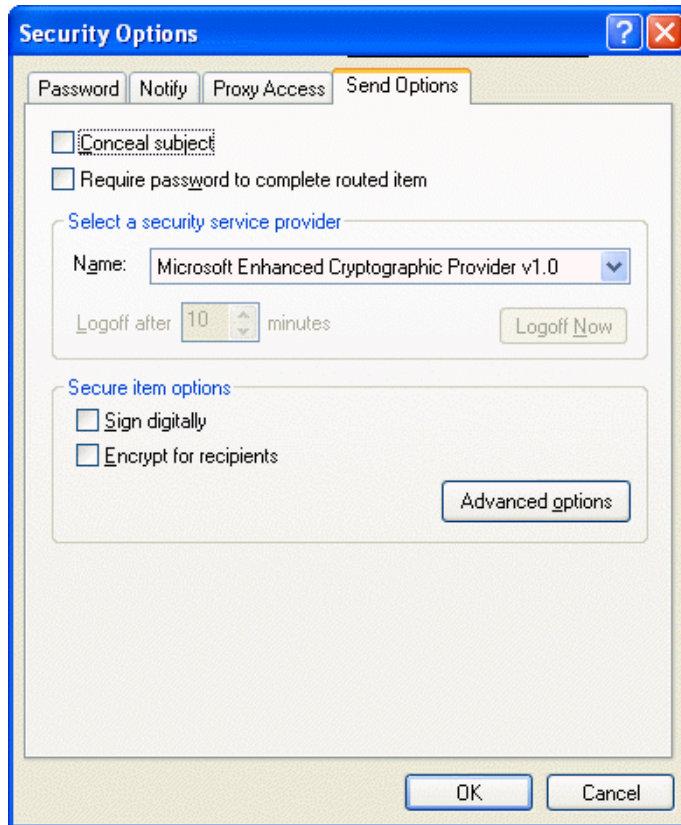 Security Options
Password Notify Proxy Access Send Options
Conceal subject
Require password to complete routed item
Select a security service provider
Name: Microsoft Enhanced Cryptographic Provider v1.0
Logoff after 10 minutes Logoff Now
Secure item options
Sign digitally
Encrypt for recipients
Advanced options
OK Cancel